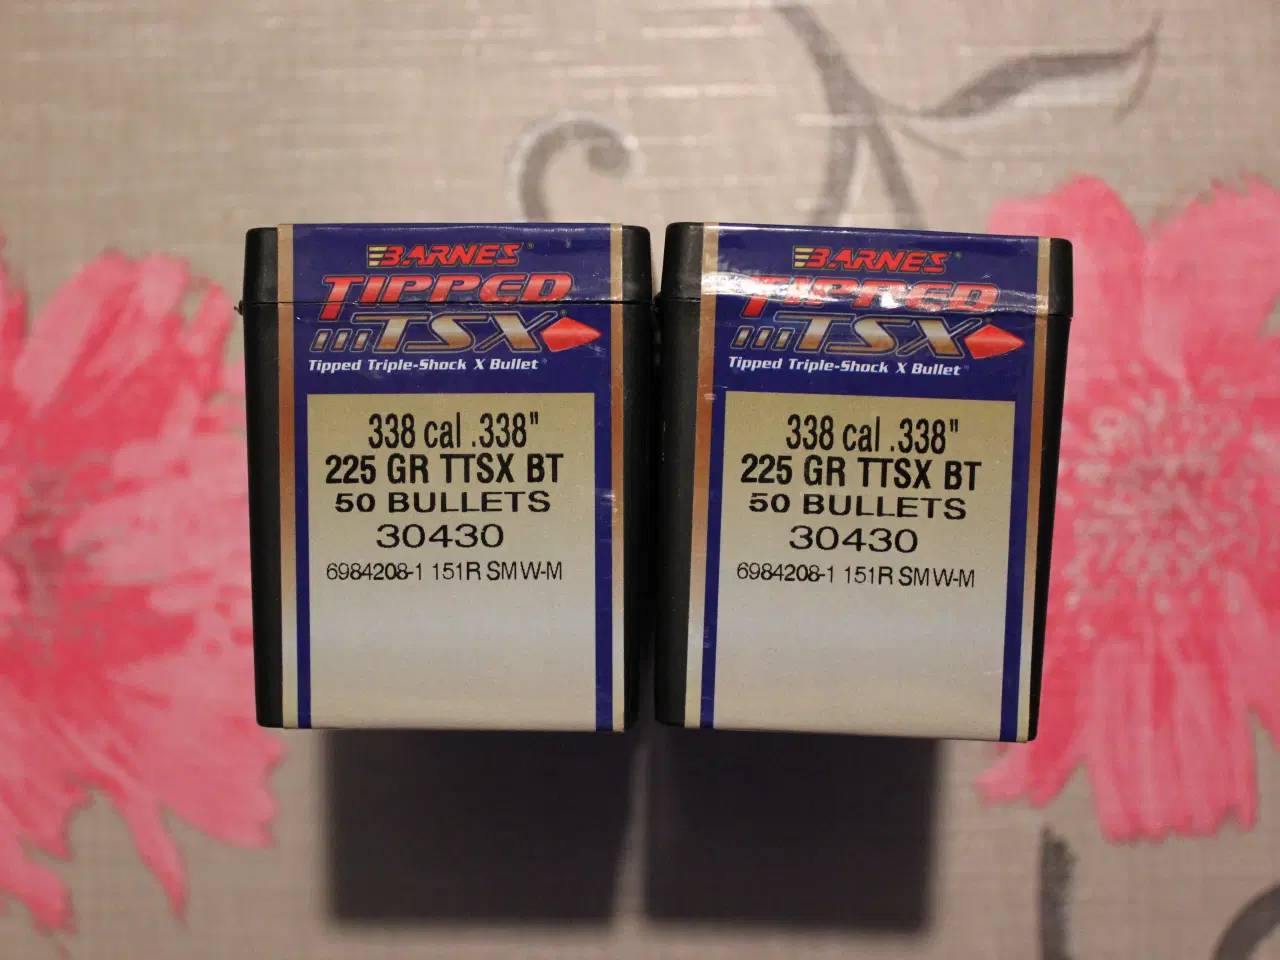 BARNES
TIPPED
TSX
Tipped Triple-Shock X Bullet®
338 cal .338"
225 GR TTSX BT
50 BULLETS
30430
6984208-1 151R SMW-M
BARNES
TIPPED
TSX
Tipped Triple-Shock X Bullet®
338 cal .338"
225 GR TTSX BT
50 BULLETS
30430
6984208-1 151R SMW-M